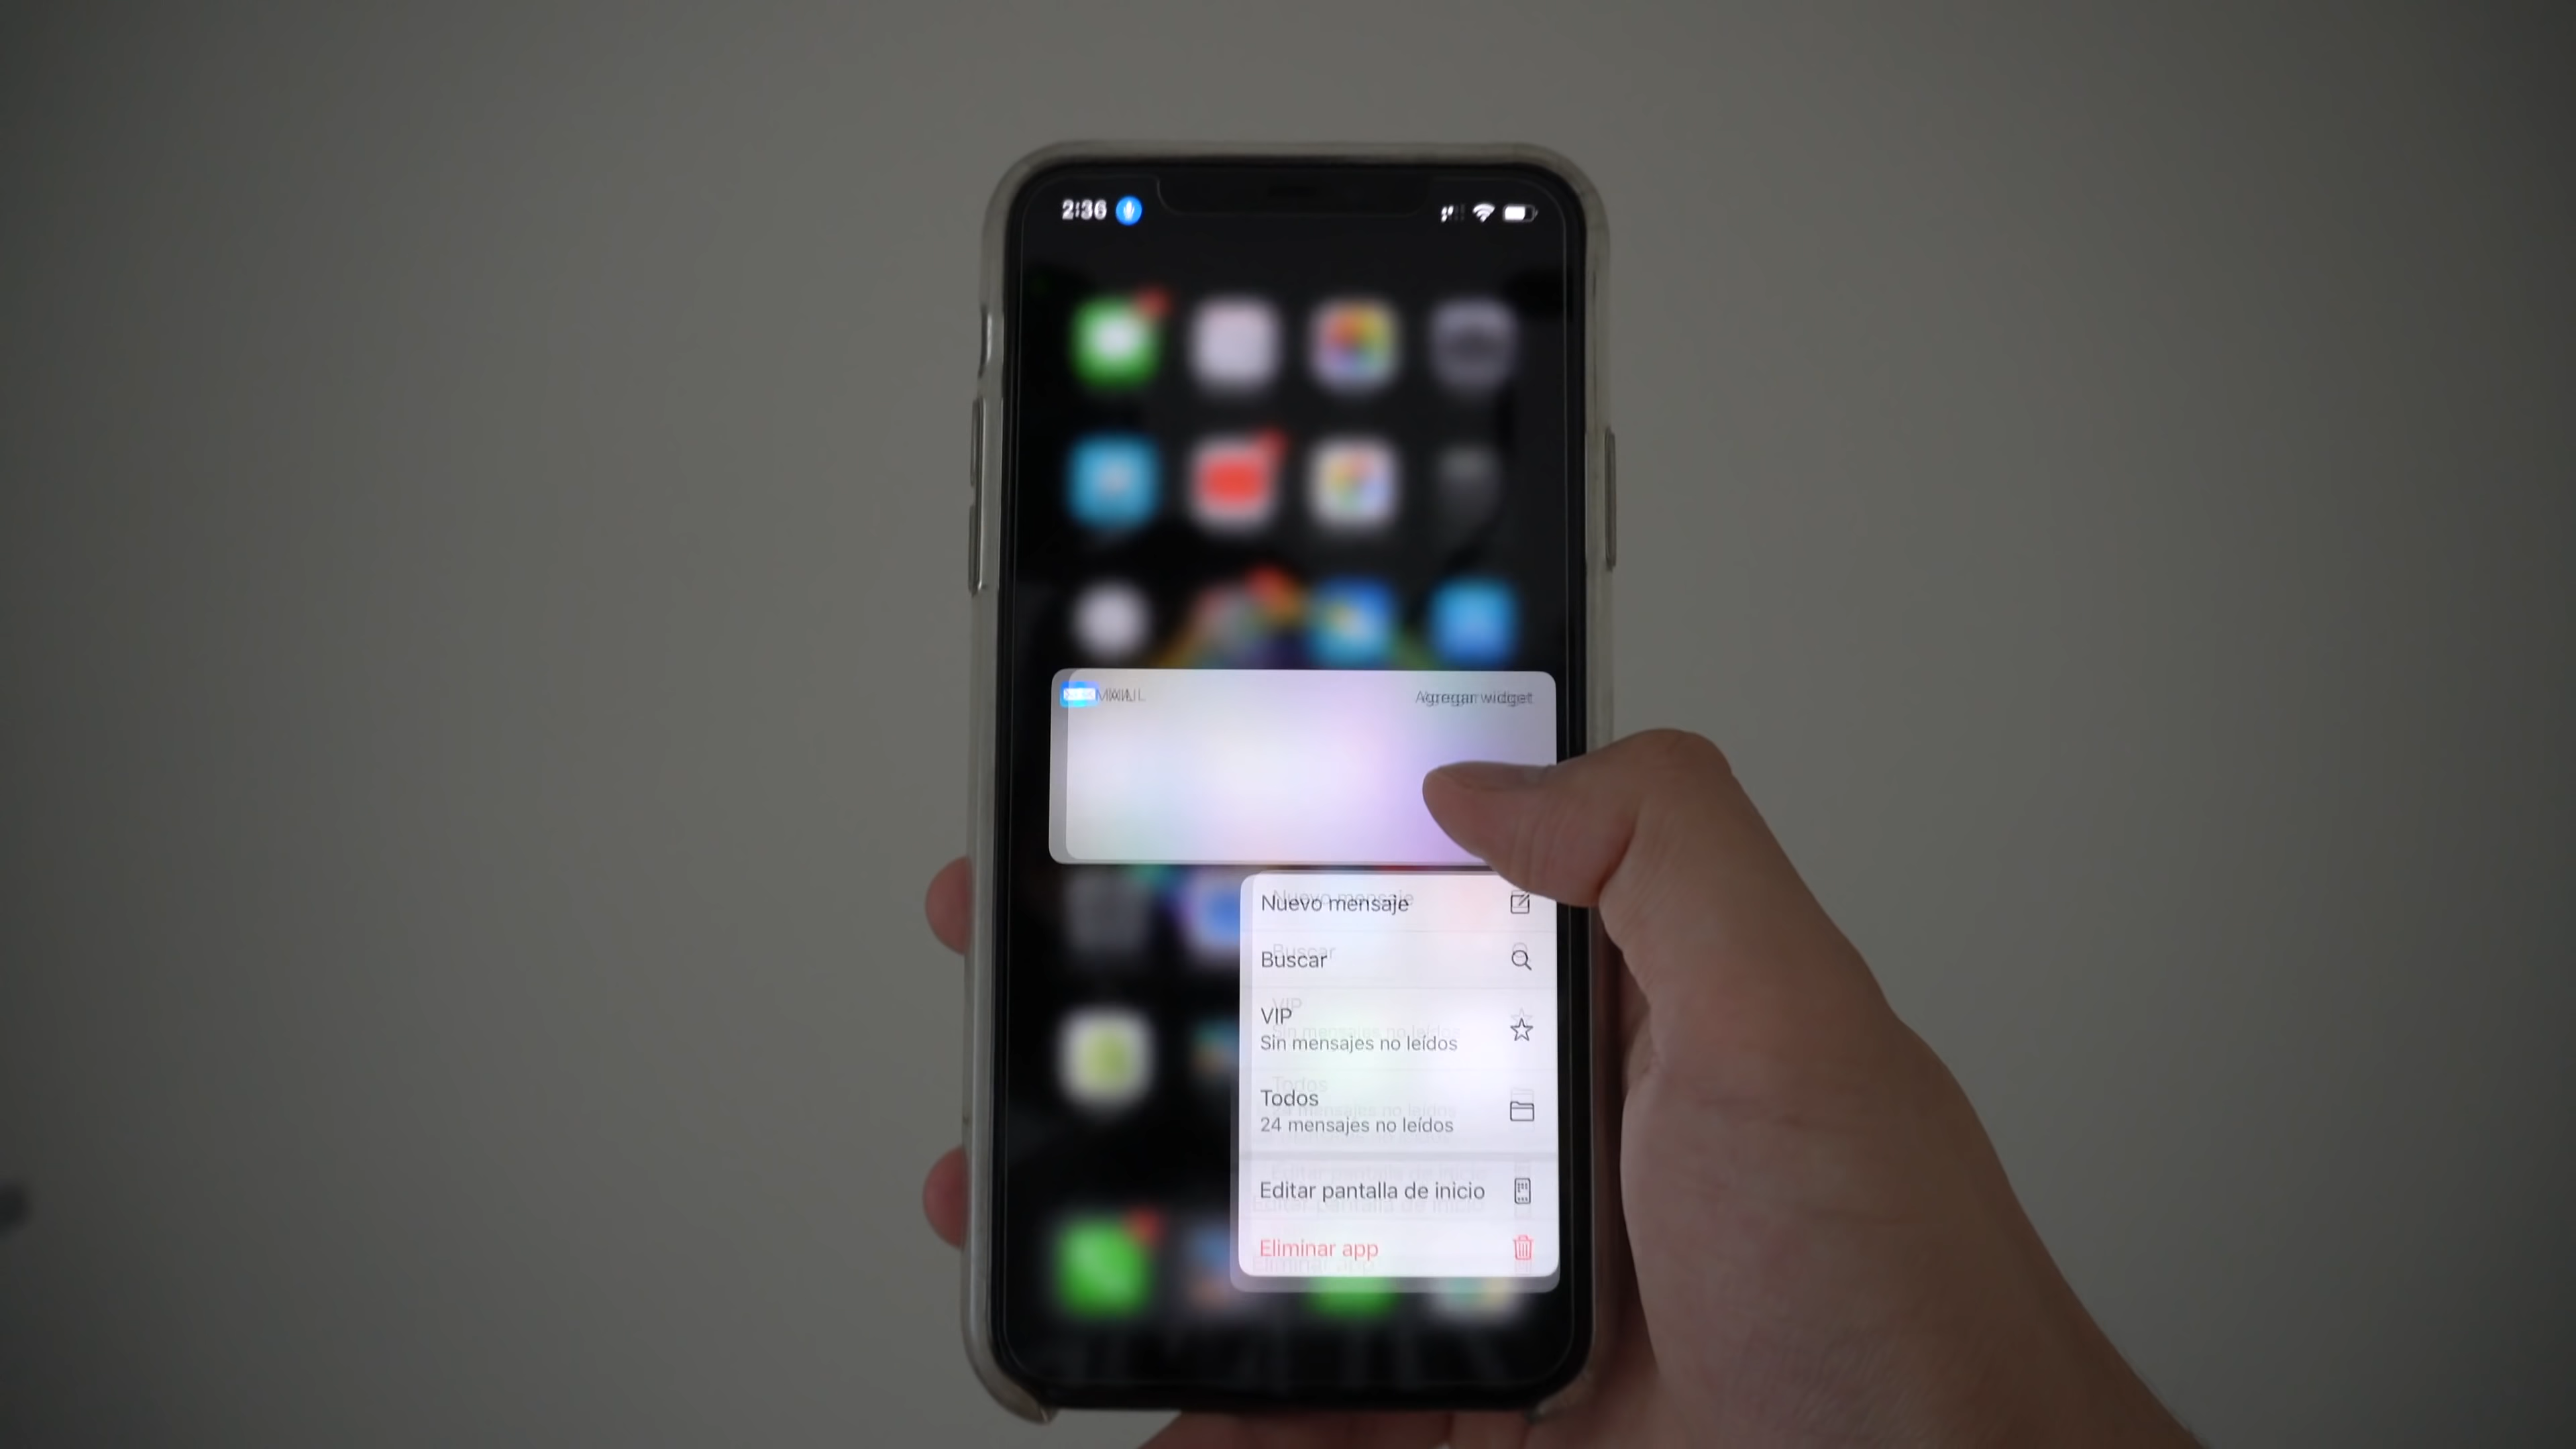 2:36
MAIL Agregar widget
Nuevo mensaje
Buscar
VIP
Sin mensajes no leídos
Todos
24 mensajes no leídos
Editar pantalla de inicio
Eliminar app